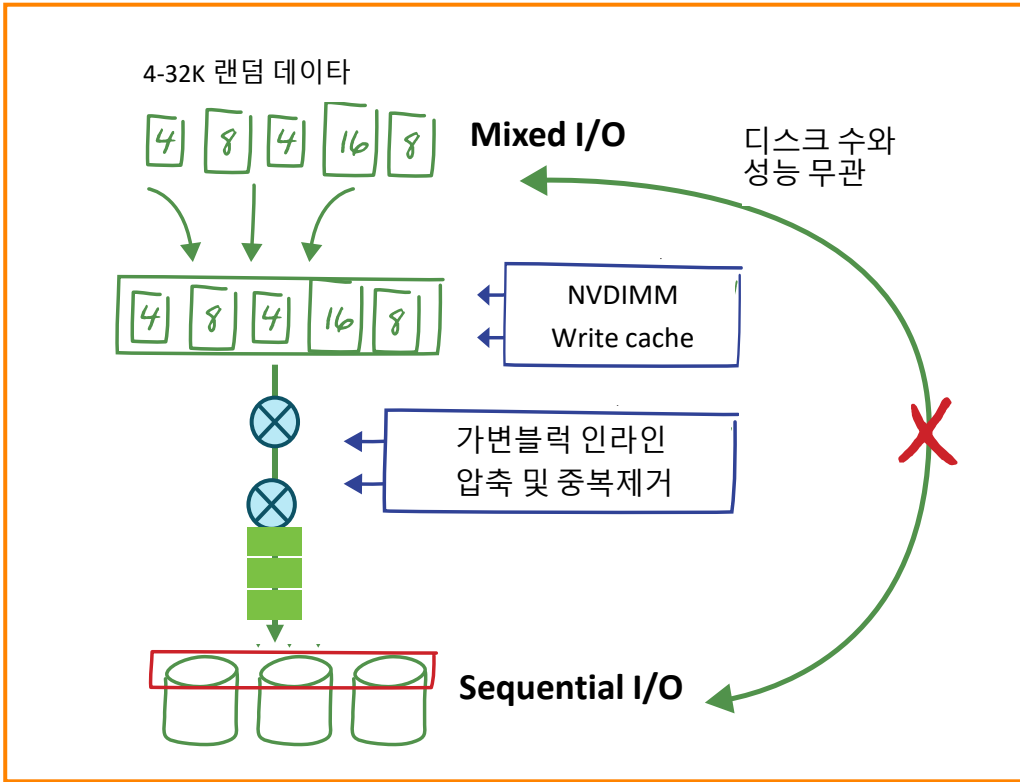 4-32K 랜덤 데이타
4 8 4 16 8
Mixed I/O
디스크 수와
성능 무관
4 8 4 16 8
NVDIMM
Write cache
가변블럭 인라인
압축 및 중복제거
Sequential I/O